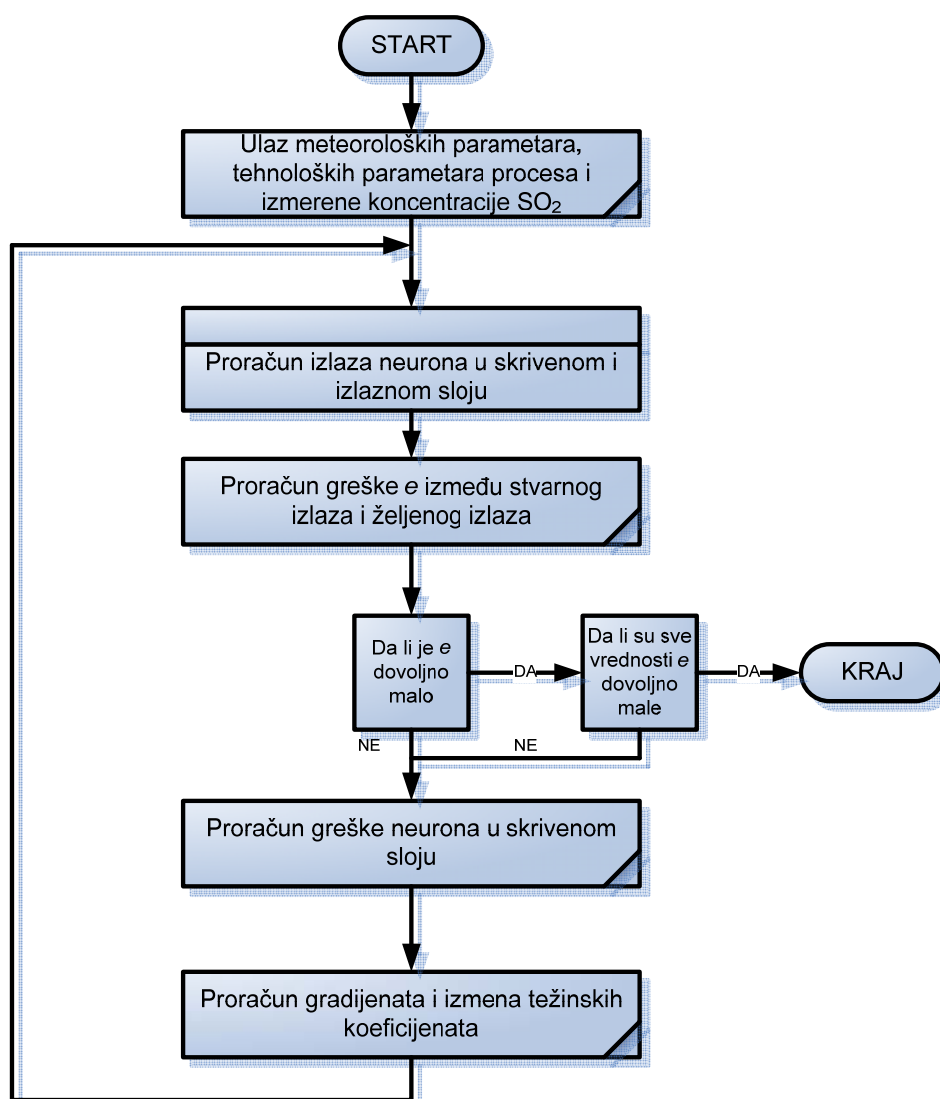 START
Ulaz meteoroloških parametara,
tehnoloških parametara procesa i
izmerene koncentracije SO₂
Proračun izlaza neurona u skrivenom i
izlaznom sloju
Proračun greške e između stvarnog
izlaza i željenog izlaza
Da li je e
dovoljno
malo
DA
Da li su sve
vrednosti e
dovoljno
male
DA
KRAJ
NE
NE
Proračun greške neurona u skrivenom
sloju
Proračun gradijenata i izmena težinskih
koeficijenata